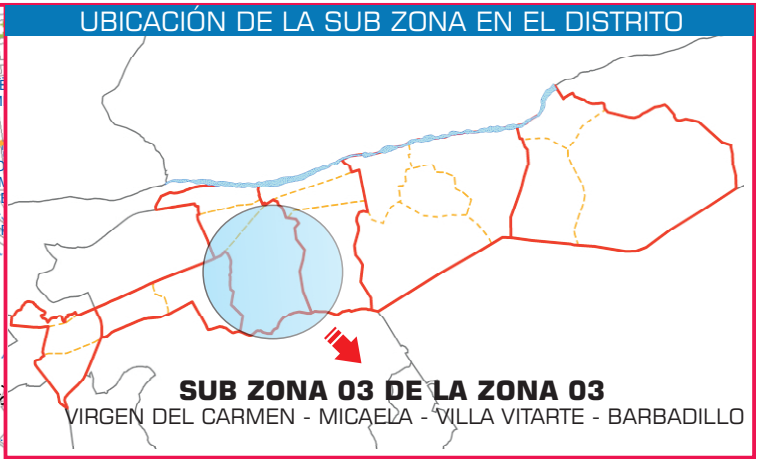 UBICACIÓN DE LA SUB ZONA EN EL DISTRITO
SUB ZONA 03 DE LA ZONA 03
VIRGEN DEL CARMEN - MICAELA - VILLA VITARTE - BARBADILLO